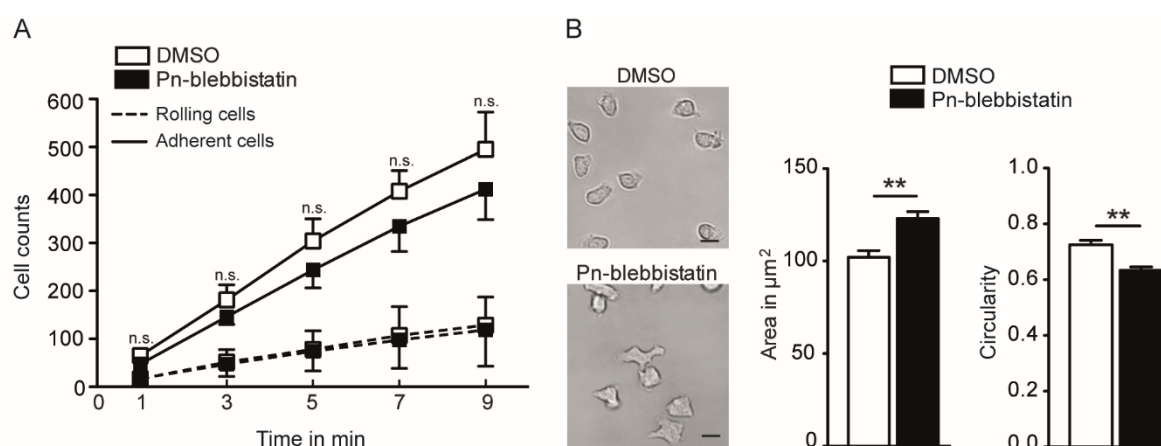 A
DMSO
Pn-blebbistatin
Rolling cells
Adherent cells
600
500
400
300
200
100
0
Cell counts
n.s.
n.s.
n.s.
n.s.
n.s.
0 1 3 5 7 9
Time in min
B
DMSO
Pn-blebbistatin
DMSO
Pn-blebbistatin
150
100
50
0
Area in µm²
**
1.0
0.8
0.6
0.4
0.2
0.0
Circularity
**